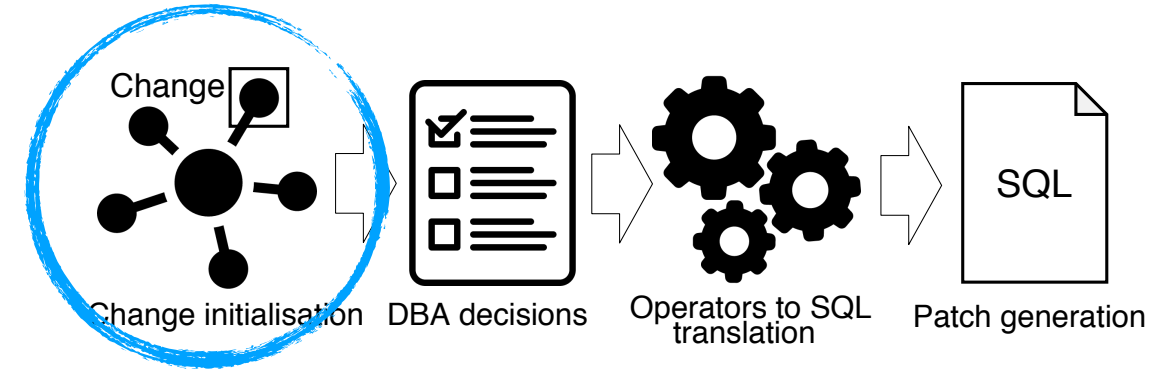 Change
SQL
Change initialisation
DBA decisions
Operators to SQL
translation
Patch generation